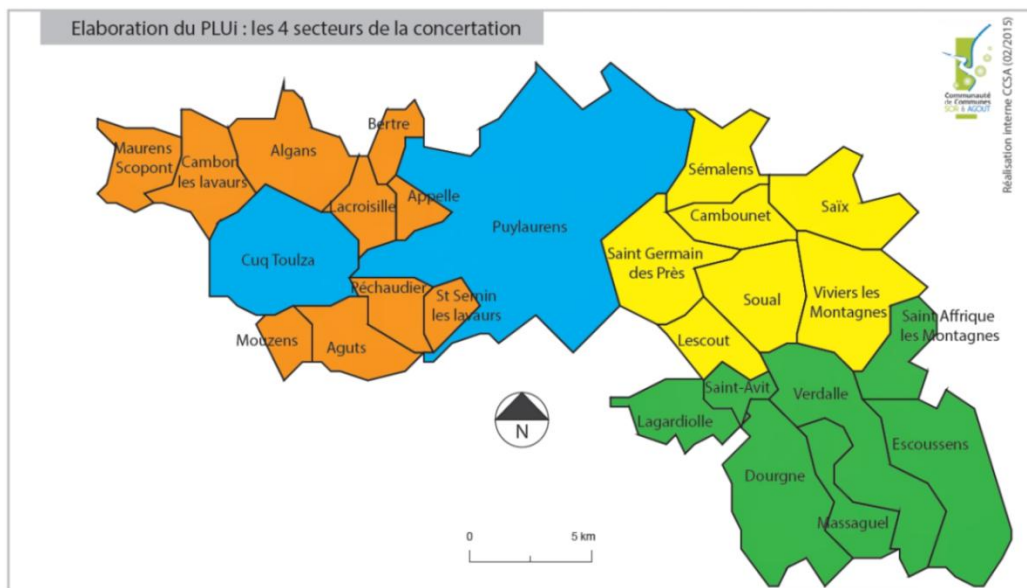 Elaboration du PLUi : les 4 secteurs de la concertation
Communauté
de Communes
SOR & AGOUT
Réalisation interne CCSA (02/2015)
Bertre
Maurens
Scopont
Cambon
les lavaurs
Algans
Lacroisille
Appelle
Puylaurens
Cuq Toulza
Péchaudier
St Sernin
les lavaurs
Mouzens
Aguts
Sémalens
Cambounet
Saïx
Saint Germain
des Près
Soual
Viviers les
Montagnes
Lescout
Saint Affrique
les Montagnes
Saint-Avit
Verdalle
Lagardiolle
Escoussens
Dourgne
Massaguel
N
0
5 km